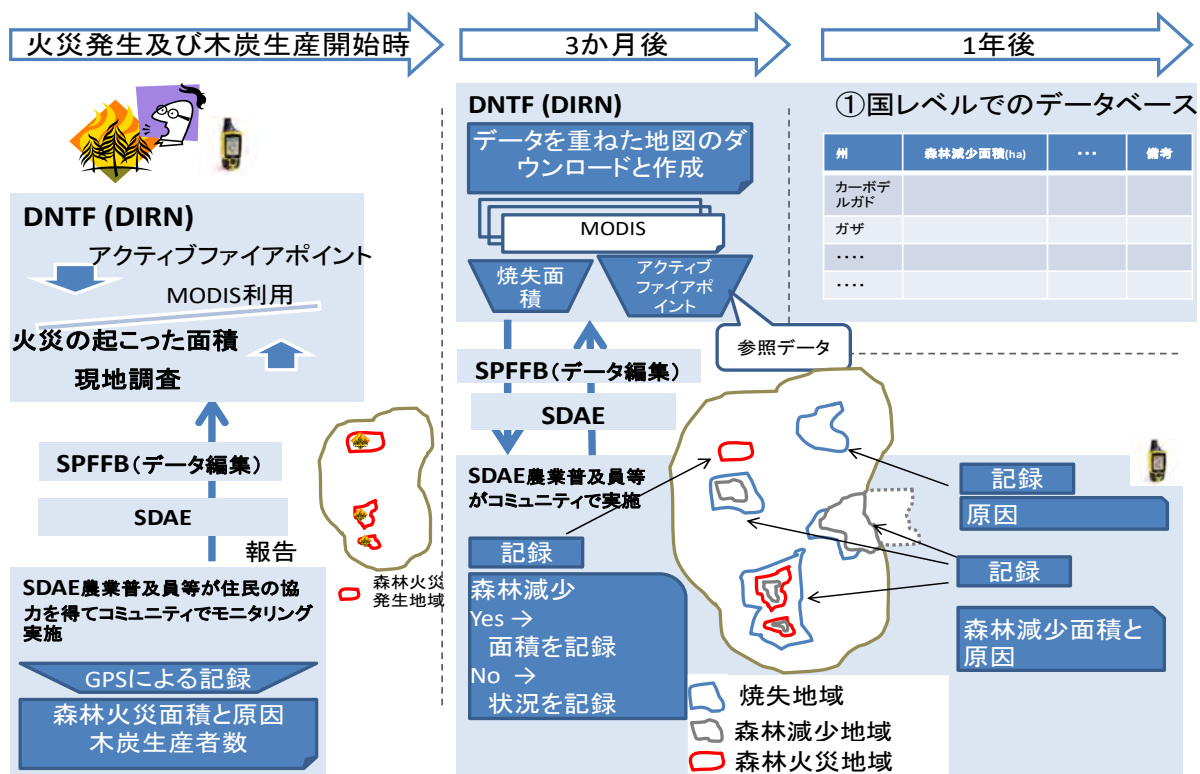 火災発生及び木炭生産開始時
3か月後
1年後
DNTF (DIRN)
アクティブファイアポイント
MODIS利用
火災の起こった面積
現地調査
SPFFB(データ編集)
SDAE
報告
SDAE農業普及員等が住民の協
力を得てコミュニティでモニタリング
実施
GPSによる記録
森林火災面積と原因
木炭生産者数
森林火災
発生地域
DNTF (DIRN)
データを重ねた地図のダ
ウンロードと作成
MODIS
焼失面
積
アクティブ
ファイアポ
イント
参照データ
SPFFB(データ編集)
SDAE
SDAE農業普及員等
がコミュニティで実施
記録
森林減少
Yes →
面積を記録
No →
状況を記録
①国レベルでのデータベース
州 森林減少面積(ha) ・・・ 備考
カーボデ
ルガド
ガザ
・・・・
・・・・
記録
原因
記録
森林減少面積と
原因
焼失地域
森林減少地域
森林火災地域